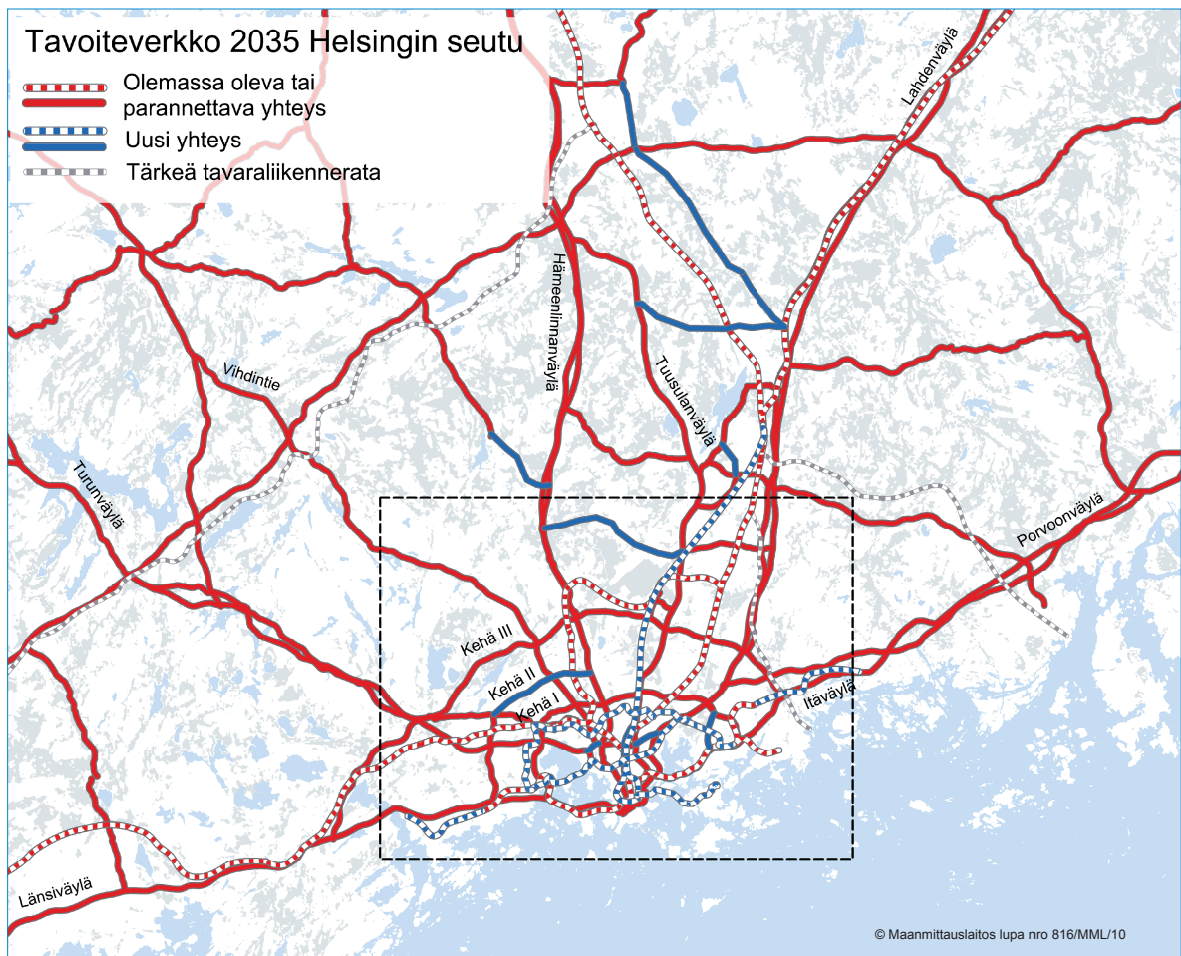 Tavoiteverkko 2035 Helsingin seutu
Olemassa oleva tai
parannettava yhteys
Uusi yhteys
Tärkeä tavaraliikennerata
Lahdenväylä
Hämeenlinnanväylä
Tuusulanväylä
Vihdintie
Turunväylä
Porvoonväylä
Kehä III
Kehä II
Kehä I
Itäväylä
Länsiväylä
© Maanmittauslaitos lupa nro 816/MML/10